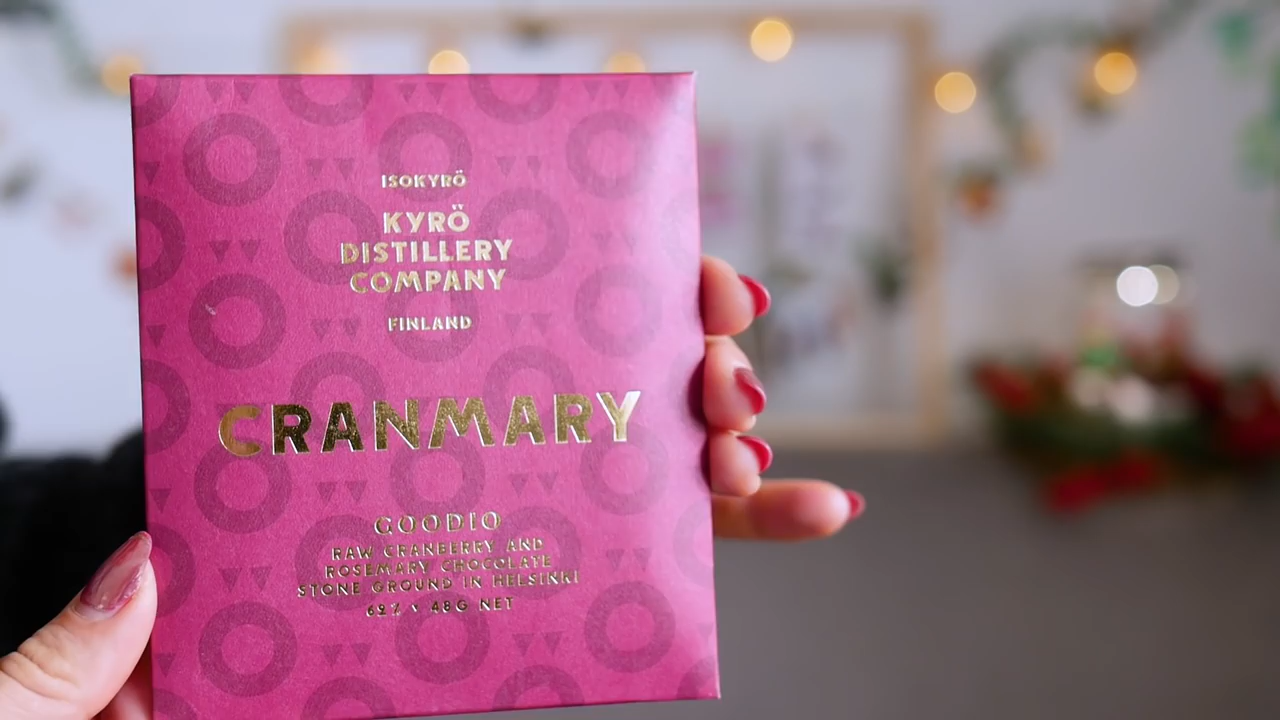 ISOKYRÖ
KYRÖ
DISTILLERY
COMPANY
FINLAND
CRANMARY
GOODIO
RAW CRANBERRY AND
ROSEMARY CHOCOLATE
STONE GROUND IN HELSINKI
62% • 48G NET